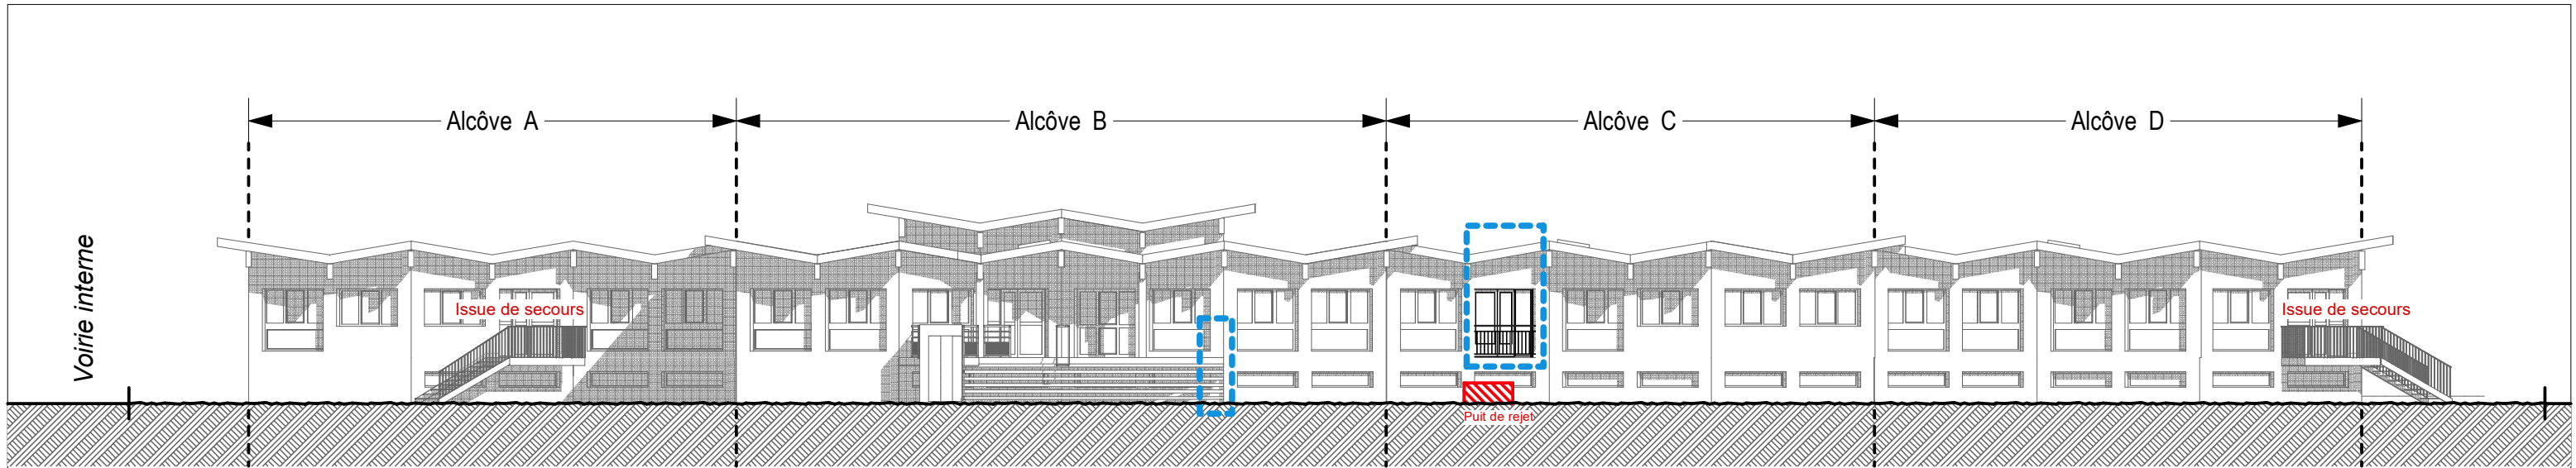 Alcôve A
Alcôve B
Alcôve C
Alcôve D
Voirie interne
Issue de secours
Issue de secours
Puit de rejet